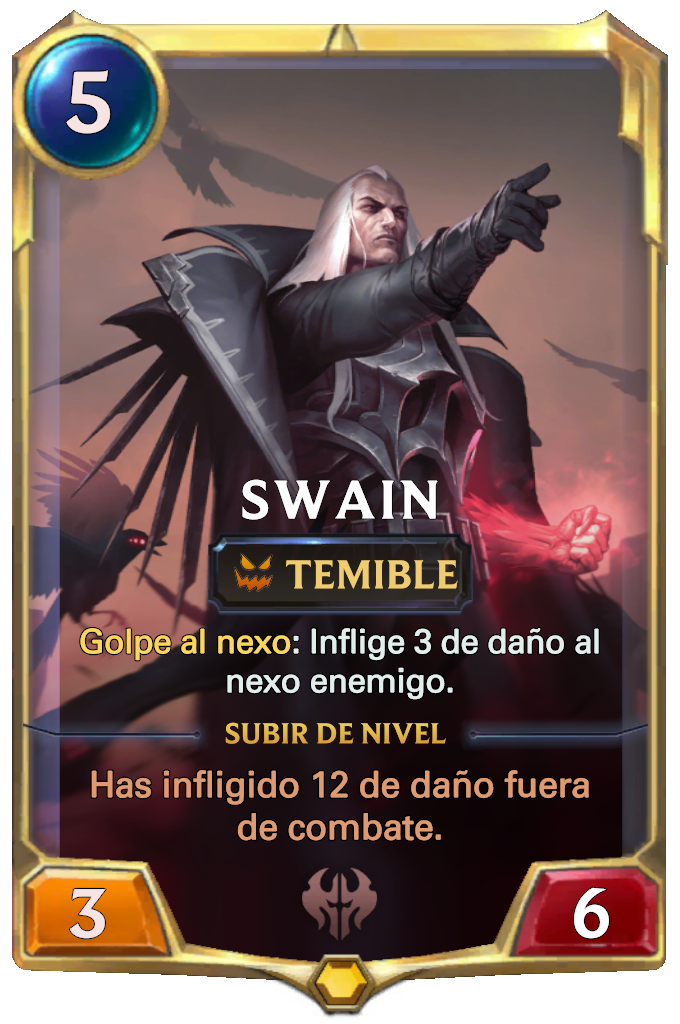 5
SWAIN
TEMIBLE
Golpe al nexo: Inflige 3 de daño al
nexo enemigo.
SUBIR DE NIVEL
Has infligido 12 de daño fuera
de combate.
3
6